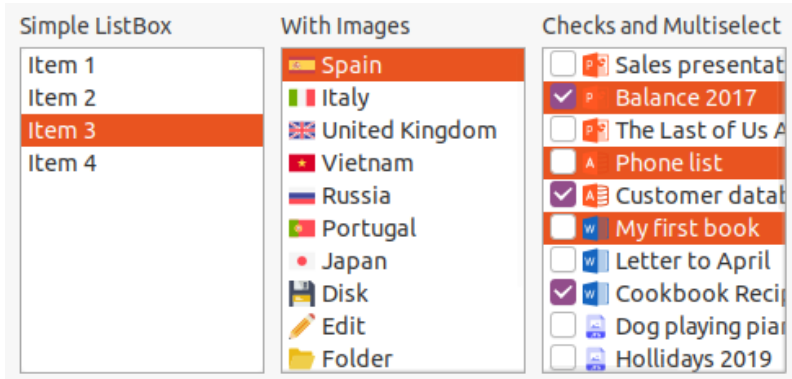 Simple ListBox
Item 1
Item 2
Item 3
Item 4
With Images
Spain
Italy
United Kingdom
Vietnam
Russia
Portugal
Japan
Disk
Edit
Folder
Checks and Multiselect
Sales presentat
Balance 2017
The Last of Us A
Phone list
Customer datab
My first book
Letter to April
Cookbook Recip
Dog playing pian
Hollidays 2019